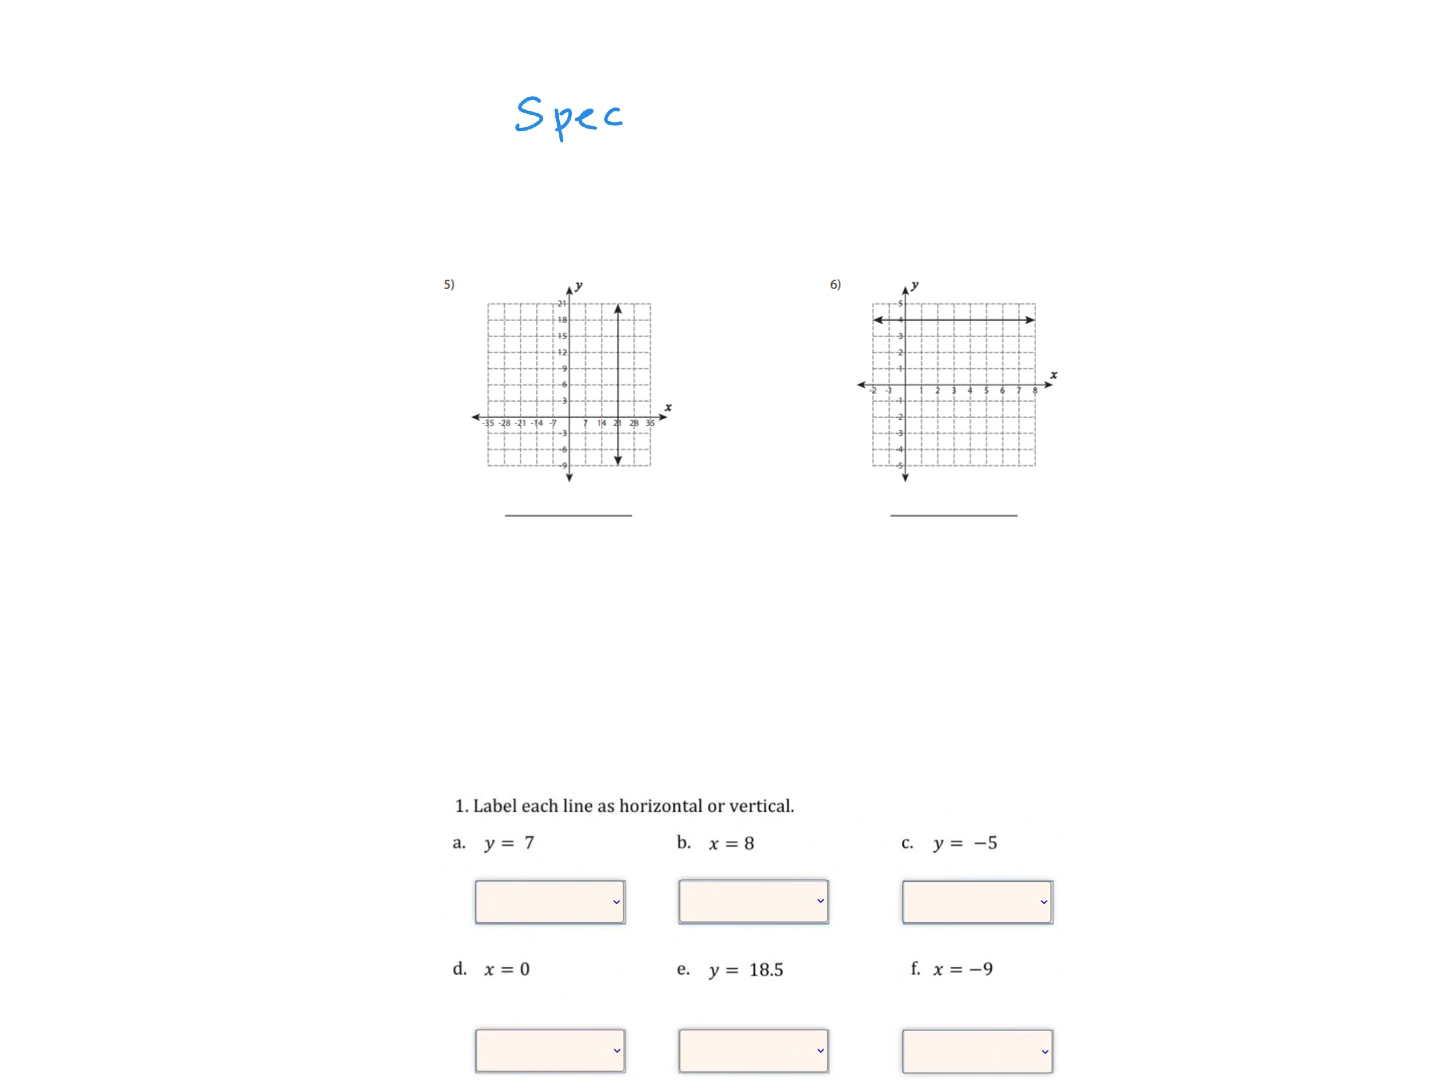 Spec
5)
y
21
18
15
12
9
6
3
x
-35 -28 -21 -14 -7 7 14 21 28 35
-3
-6
-9
6)
y
5
4
3
2
1
x
-2 -1 1 2 3 4 5 6 7 8
-1
-2
-3
-4
-5
1. Label each line as horizontal or vertical.
a. y = 7 b. x = 8 c. y = −5
d. x = 0 e. y = 18.5 f. x = −9